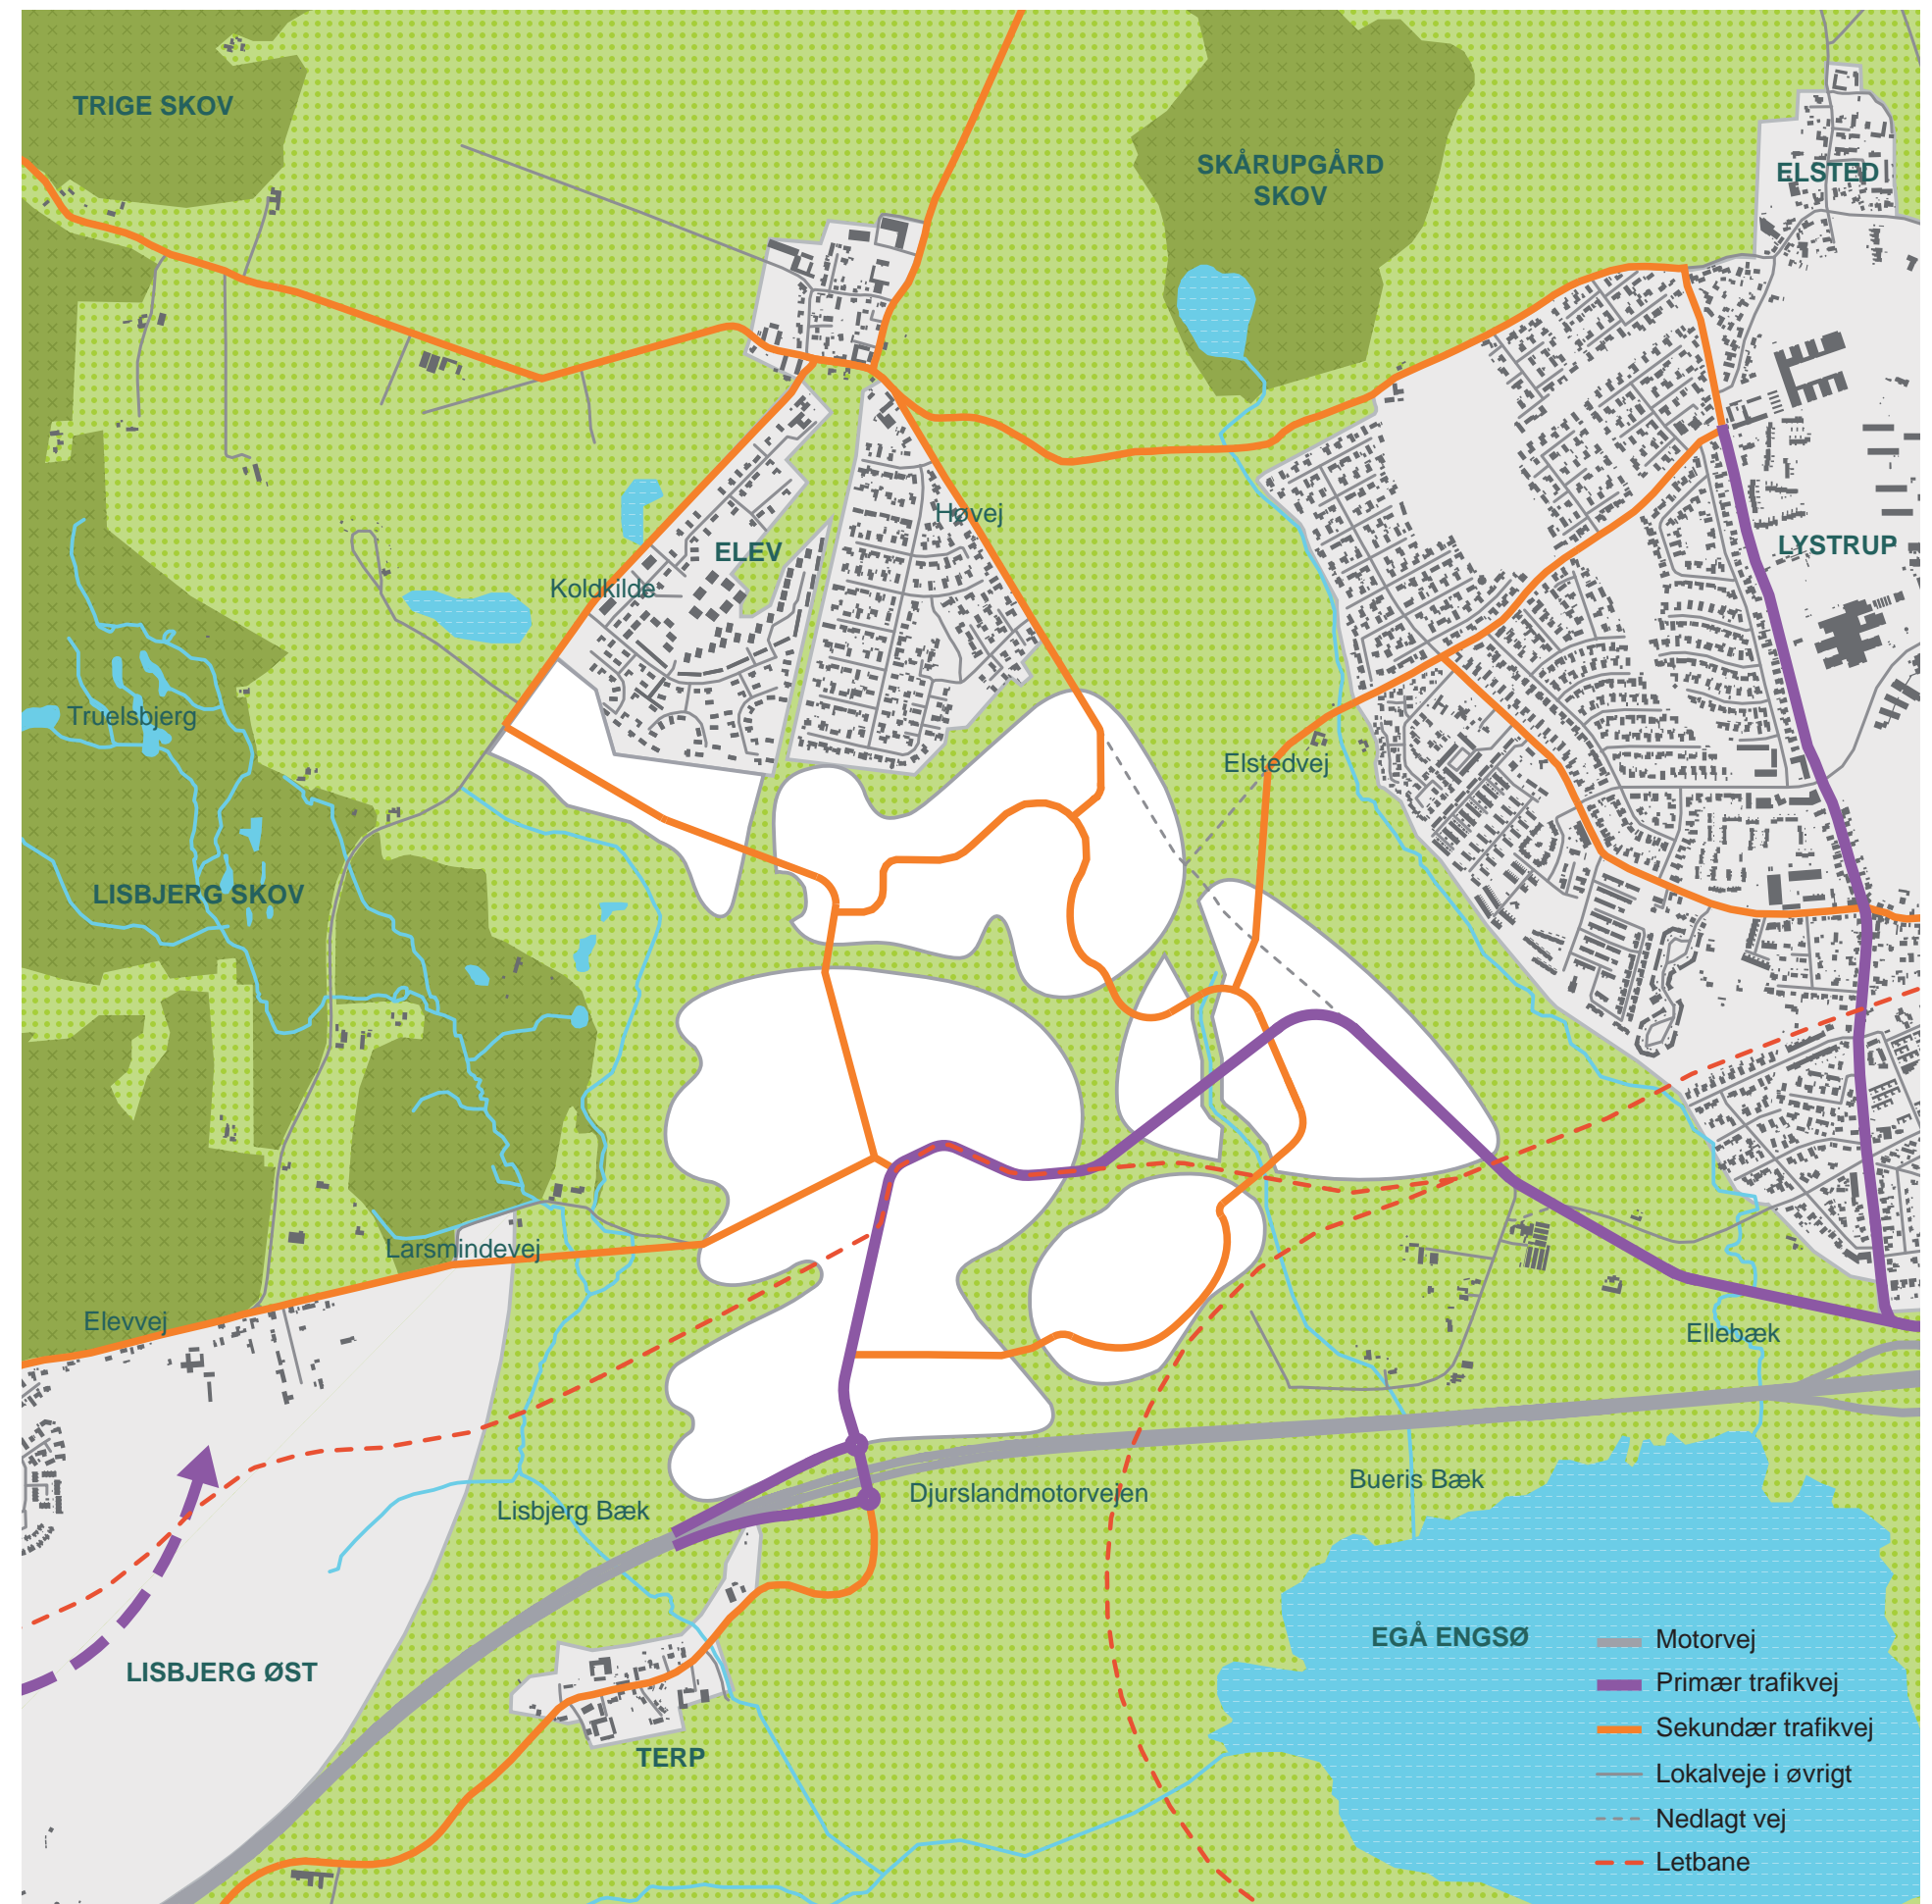 TRIGE SKOV
SKÅRUPGÅRD
SKOV
ELSTED
Høvej
ELEV
LYSTRUP
Koldkilde
Truelsbjerg
Elstedvej
LISBJERG SKOV
Larsmindevej
Elevvej
Ellebæk
Lisbjerg Bæk
Djurslandmotorvejen
Bueris Bæk
EGÅ ENGSØ
LISBJERG ØST
TERP
Motorvej
Primær trafikvej
Sekundær trafikvej
Lokalveje i øvrigt
Nedlagt vej
Letbane